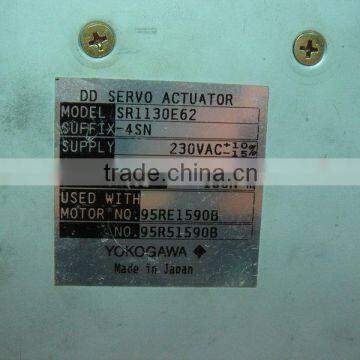 DD SERVO ACTUATOR
MODEL SR1130E62
SUFFIX -4SN
SUPPLY 230VAC +10% -15%
trade.china.cn
USED WITH
MOTOR NO. 95RE1590B
NO. 95R51590B
YOKOGAWA
Made in Japan